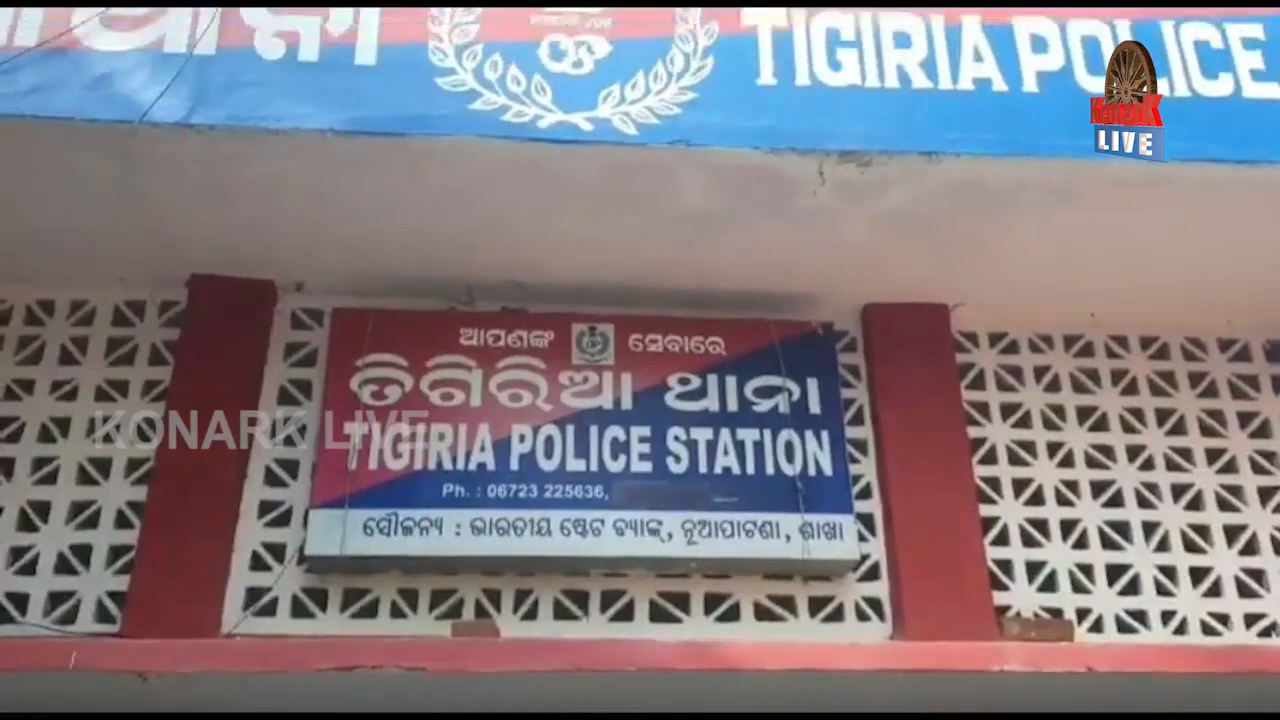 TIGIRIA POLICE
KonarK
LIVE
ଆପଣଙ୍କ ସେବାରେ
ତିଗିରିଆ ଥାନା
KONARK LIVE
TIGIRIA POLICE STATION
Ph. : 06723 225636,
ସୌଜନ୍ୟ : ଭାରତୀୟ ଷ୍ଟେଟ ବ୍ୟାଙ୍କ୍, ନୂଆପାଟଣା, ଶାଖା